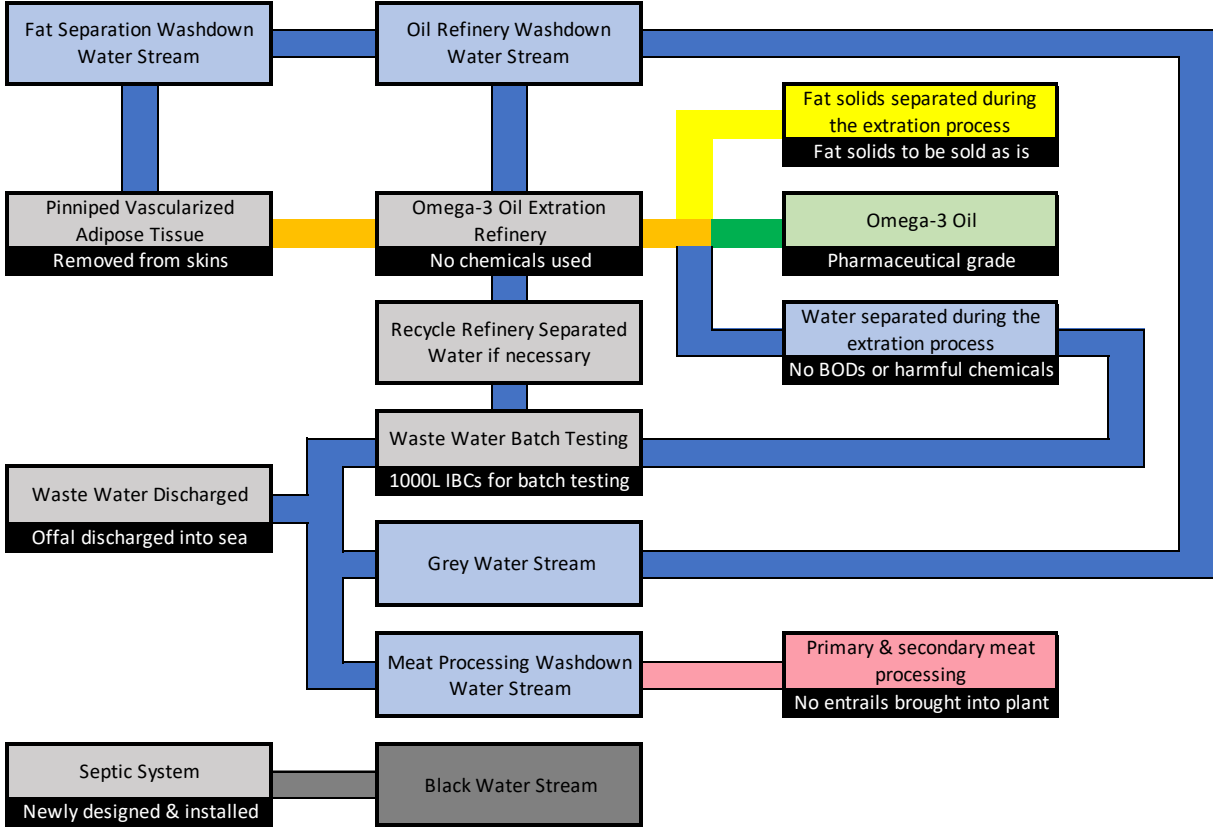 Fat Separation Washdown
Water Stream
Oil Refinery Washdown
Water Stream
Fat solids separated during
the extration process
Fat solids to be sold as is
Pinniped Vascularized
Adipose Tissue
Removed from skins
Omega-3 Oil Extration
Refinery
No chemicals used
Omega-3 Oil
Pharmaceutical grade
Recycle Refinery Separated
Water if necessary
Water separated during the
extration process
No BODs or harmful chemicals
Waste Water Batch Testing
1000L IBCs for batch testing
Waste Water Discharged
Offal discharged into sea
Grey Water Stream
Meat Processing Washdown
Water Stream
Primary & secondary meat
processing
No entrails brought into plant
Septic System
Newly designed & installed
Black Water Stream